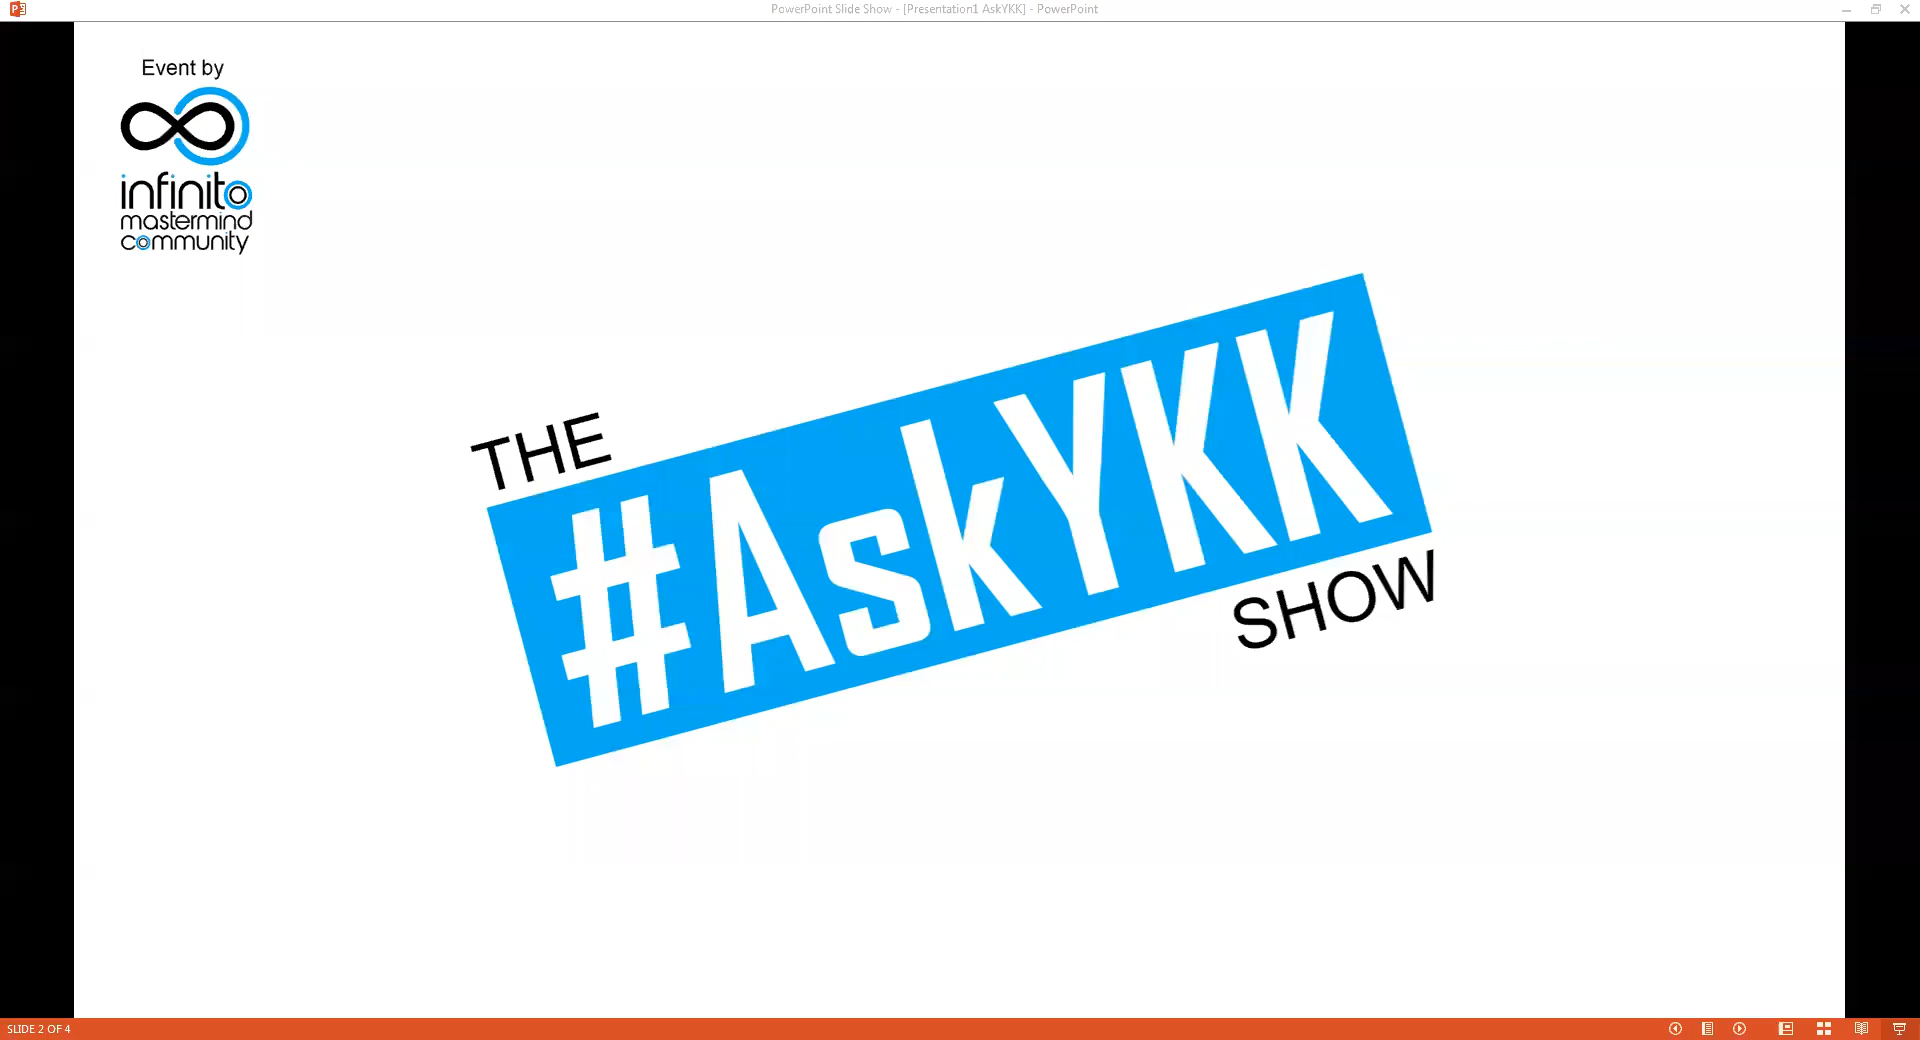 PowerPoint Slide Show - [Presentation1 AskYKK] - PowerPoint
Event by
infinito
mastermind
community
THE
#AskYKK
SHOW
SLIDE 2 OF 4